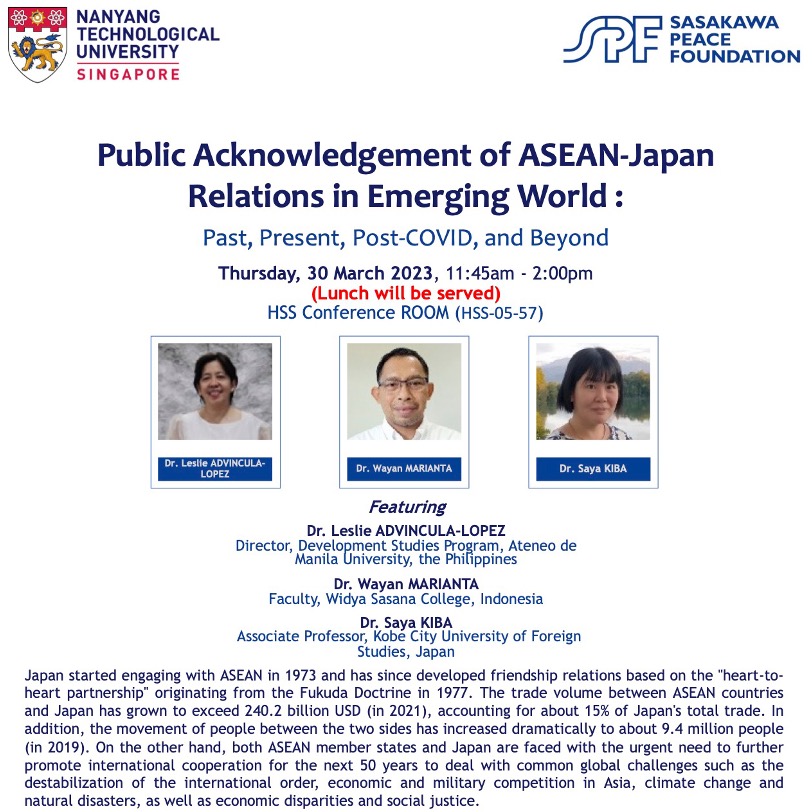 NANYANG
TECHNOLOGICAL
UNIVERSITY
SINGAPORE
SPF
SASAKAWA
PEACE
FOUNDATION
Public Acknowledgement of ASEAN-Japan
Relations in Emerging World :
Past, Present, Post-COVID, and Beyond
Thursday, 30 March 2023, 11:45am - 2:00pm
(Lunch will be served)
HSS Conference ROOM (HSS-05-57)
Dr. Leslie ADVINCULA-
LOPEZ
Dr. Wayan MARIANTA
Dr. Saya KIBA
Featuring
Dr. Leslie ADVINCULA-LOPEZ
Director, Development Studies Program, Ateneo de
Manila University, the Philippines
Dr. Wayan MARIANTA
Faculty, Widya Sasana College, Indonesia
Dr. Saya KIBA
Associate Professor, Kobe City University of Foreign
Studies, Japan
Japan started engaging with ASEAN in 1973 and has since developed friendship relations based on the "heart-to-
heart partnership" originating from the Fukuda Doctrine in 1977. The trade volume between ASEAN countries
and Japan has grown to exceed 240.2 billion USD (in 2021), accounting for about 15% of Japan's total trade. In
addition, the movement of people between the two sides has increased dramatically to about 9.4 million people
(in 2019). On the other hand, both ASEAN member states and Japan are faced with the urgent need to further
promote international cooperation for the next 50 years to deal with common global challenges such as the
destabilization of the international order, economic and military competition in Asia, climate change and
natural disasters, as well as economic disparities and social justice.